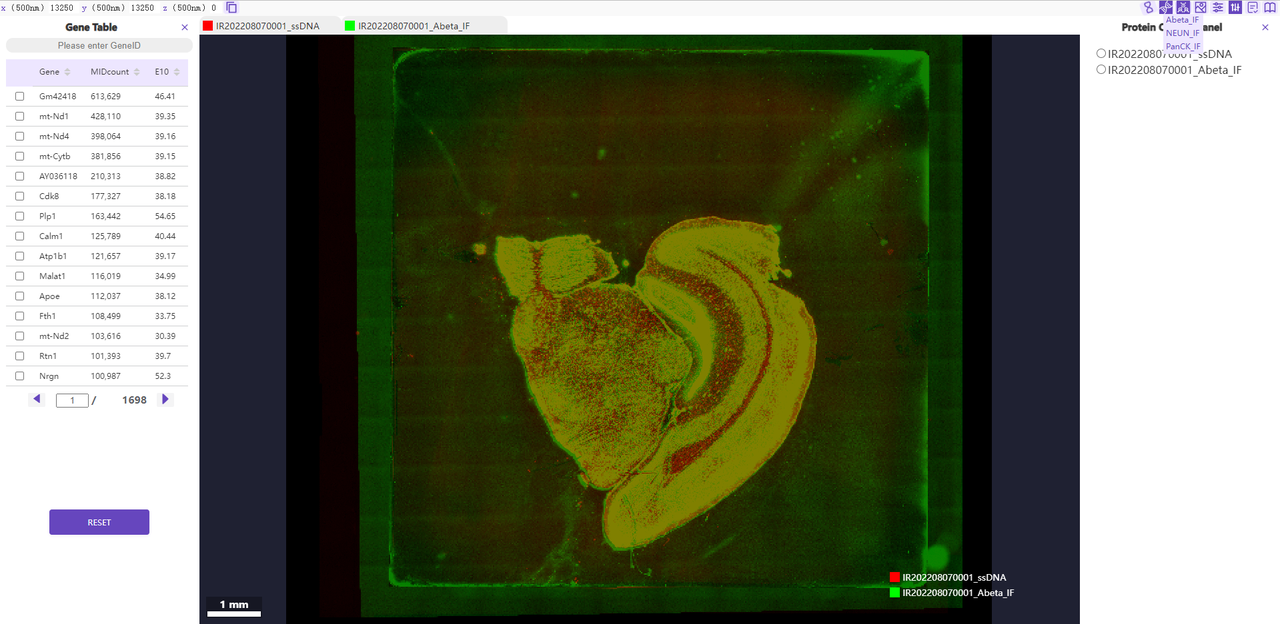 x (500nm) 13250 y (500nm) 13250 z (500nm) 0
Gene Table
Please enter GeneID
Gene MIDcount E10
Gm42418 613,629 46.41
mt-Nd1 428,110 39.35
mt-Nd4 398,064 39.16
mt-Cytb 381,856 39.15
AY036118 210,313 38.82
Cdk8 177,327 38.18
Plp1 163,442 54.65
Calm1 125,789 40.44
Atp1b1 121,657 39.17
Malat1 116,019 34.99
Apoe 112,037 38.12
Fth1 108,499 33.75
mt-Nd2 103,616 30.39
Rtn1 101,393 39.7
Nrgn 100,987 52.3
1 / 1698
RESET
IR202208070001_ssDNA IR202208070001_Abeta_IF
1 mm
IR202208070001_ssDNA
IR202208070001_Abeta_IF
Abeta_IF
Protein
NEUN_IF
PanCK_IF
IR202208070001_ssDNA
IR202208070001_Abeta_IF